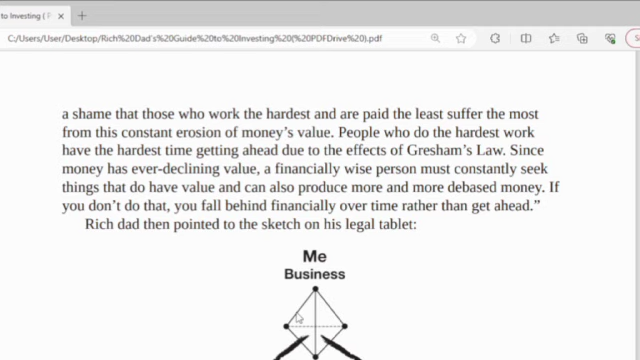 to Investing ( P
C:/Users/User/Desktop/Rich%20Dad's%20Guide%20to%20Investing%20(%20PDFDrive%20).pdf
a shame that those who work the hardest and are paid the least suffer the most
from this constant erosion of money’s value. People who do the hardest work
have the hardest time getting ahead due to the effects of Gresham’s Law. Since
money has ever-declining value, a financially wise person must constantly seek
things that do have value and can also produce more and more debased money. If
you don’t do that, you fall behind financially over time rather than get ahead.”
Rich dad then pointed to the sketch on his legal tablet:
Me
Business